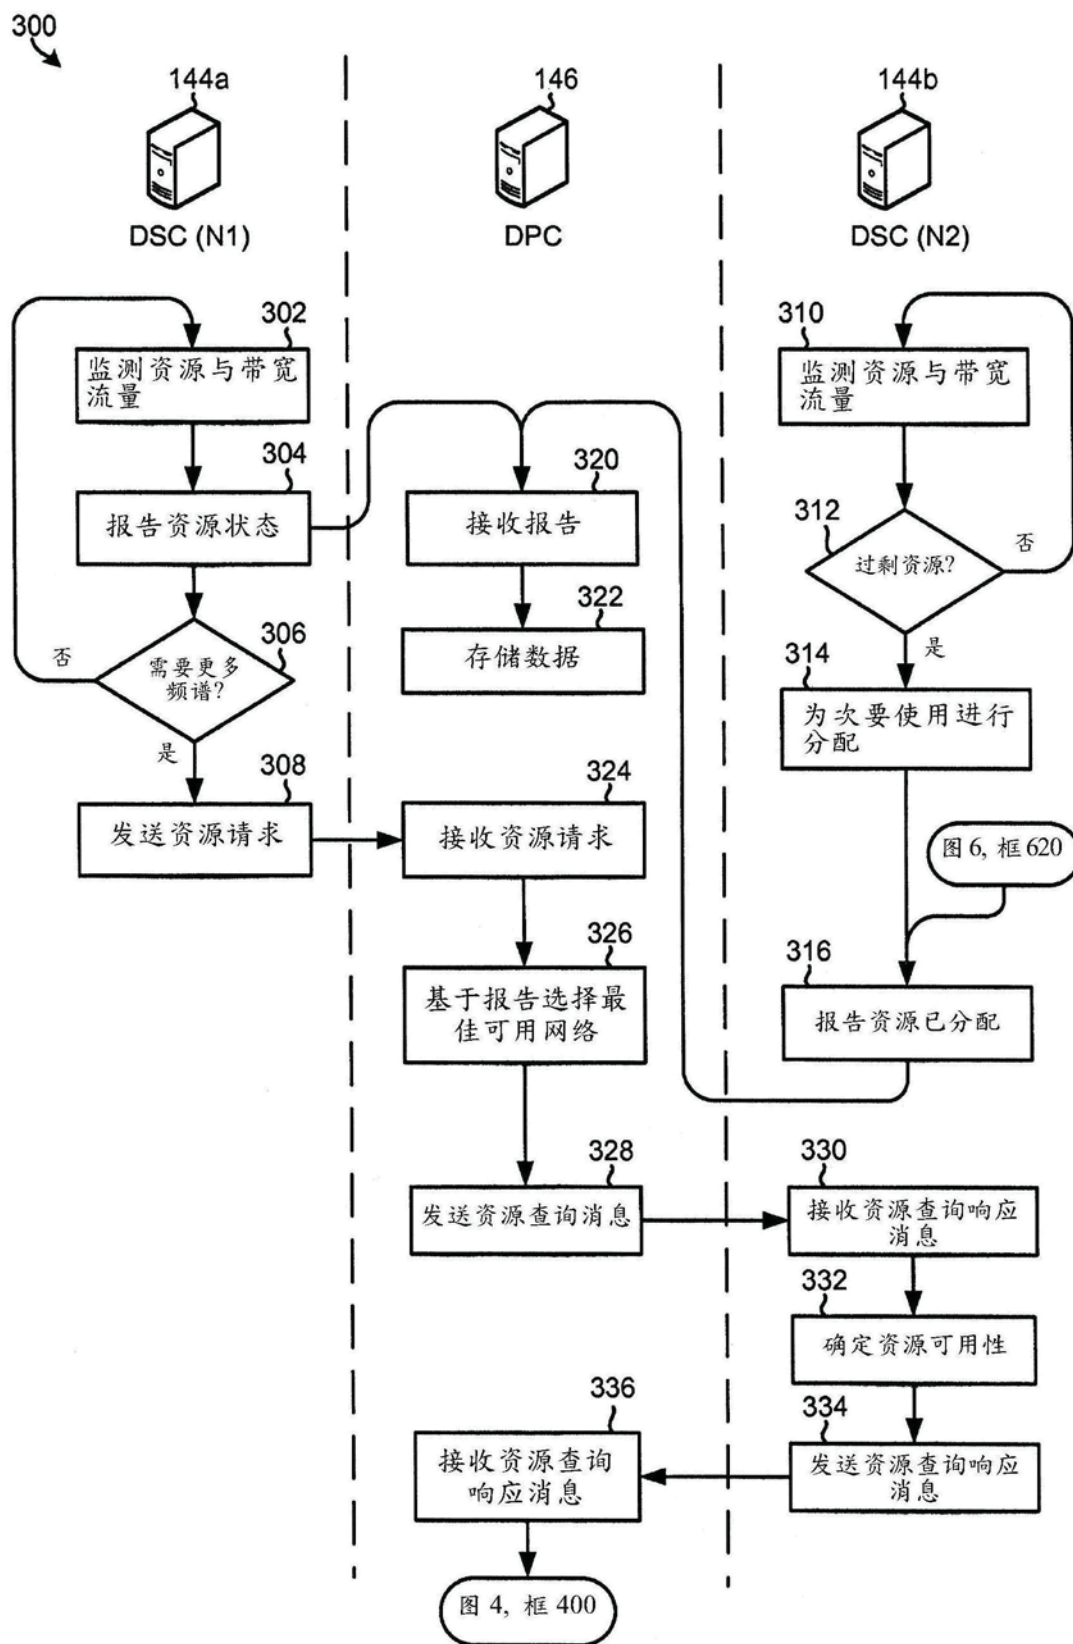 300
144a
146
144b
DSC (N1)
DPC
DSC (N2)
302
监测资源与带宽
流量
310
监测资源与带宽
流量
304
报告资源状态
320
接收报告
312
过剩资源?
否
322
存储数据
306
需要更多
频谱?
否
是
是
314
为次要使用进行
分配
308
发送资源请求
324
接收资源请求
图 6, 框 620
326
基于报告选择最
佳可用网络
316
报告资源已分配
328
发送资源查询消息
330
接收资源查询响应
消息
332
确定资源可用性
336
接收资源查询
响应消息
334
发送资源查询响应
消息
图 4, 框 400